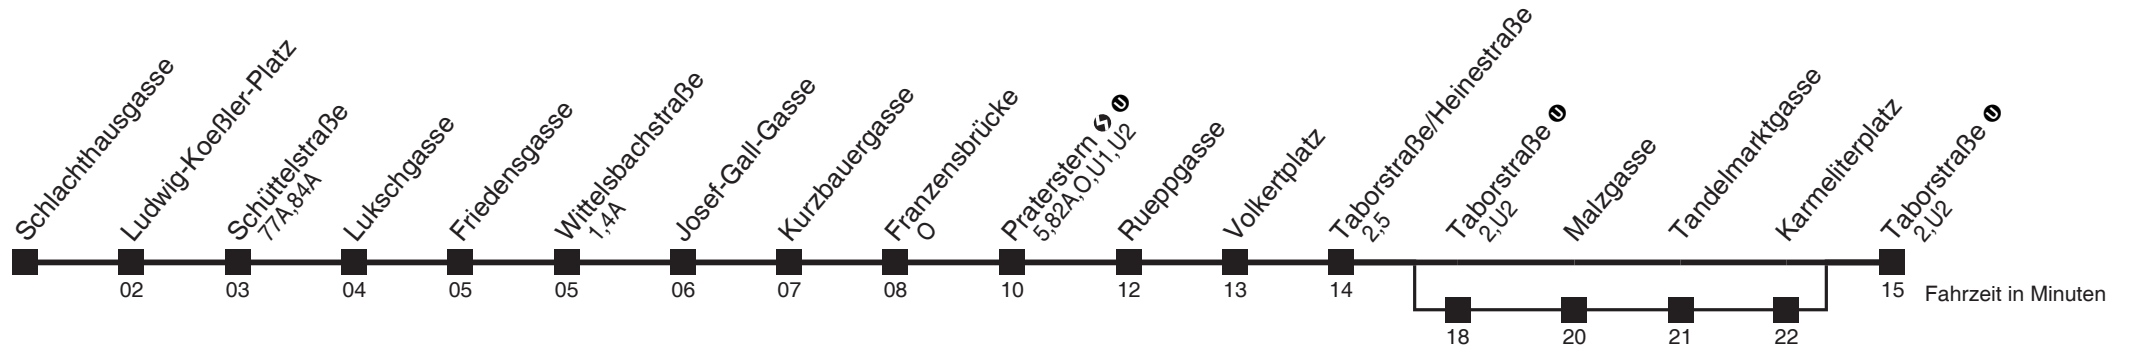 Schlachthausgasse
Ludwig-Koeßler-Platz
Schüttelstraße
77A,84A
Lukschgasse
Friedensgasse
Wittelsbachstraße
1,4A
Josef-Gall-Gasse
Kurzbauergasse
Franzensbrücke
O
Praterstern S U
5,82A,O,U1,U2
Rueppgasse
Volkertplatz
Taborstraße/Heinestraße
2,5
Taborstraße U
2,U2
Malzgasse
Tandelmarktgasse
Karmeliterplatz
Taborstraße U
2,U2
02 03 04 05 05 06 07 08 10 12 13 14 15 Fahrzeit in Minuten
18 20 21 22